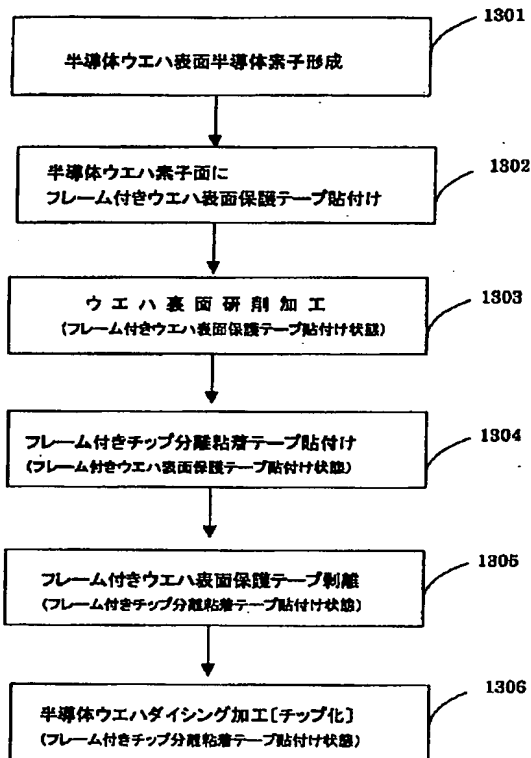 1301
半導体ウエハ表面半導体素子形成
1302
半導体ウエハ素子面に
フレーム付きウエハ表面保護テープ貼付け
1303
ウエハ裏面研削加工
(フレーム付きウエハ表面保護テープ貼付け状態)
1304
フレーム付きチップ分離粘着テープ貼付け
(フレーム付きウエハ表面保護テープ貼付け状態)
1305
フレーム付きウエハ表面保護テープ剥離
(フレーム付きチップ分離粘着テープ貼付け状態)
1306
半導体ウエハダイシング加工[チップ化]
(フレーム付きチップ分離粘着テープ貼付け状態)